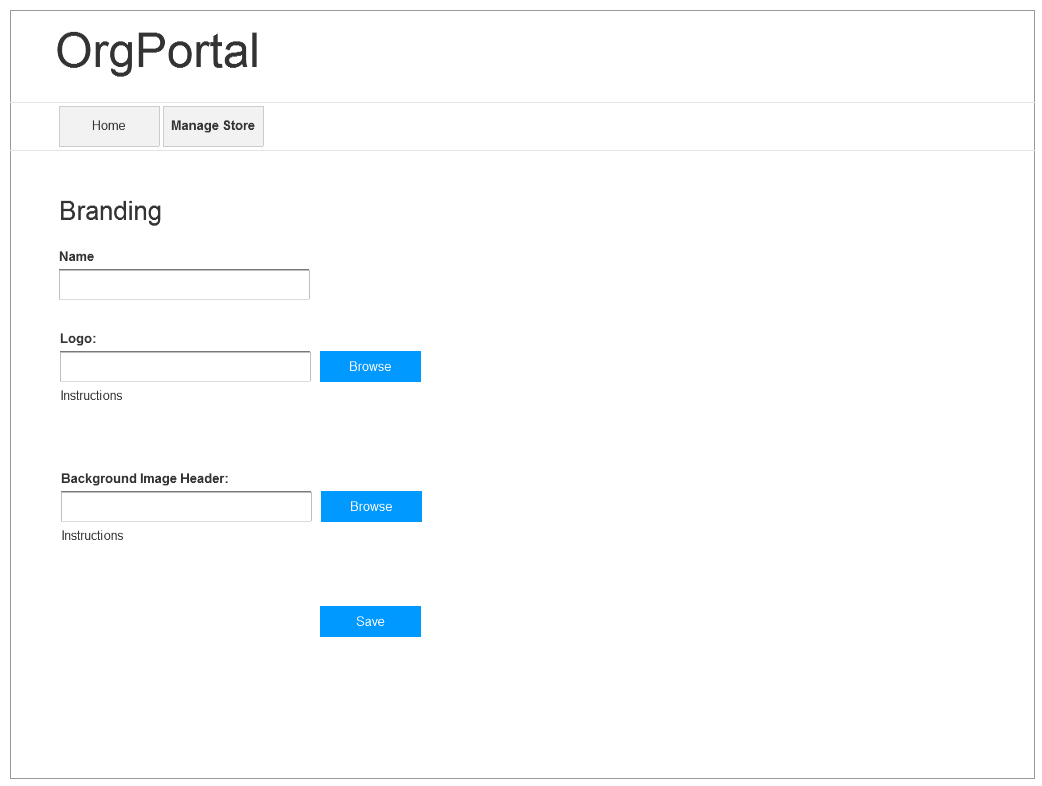 OrgPortal
Home Manage Store
Branding
Name
Logo:
Browse
Instructions
Background Image Header:
Browse
Instructions
Save